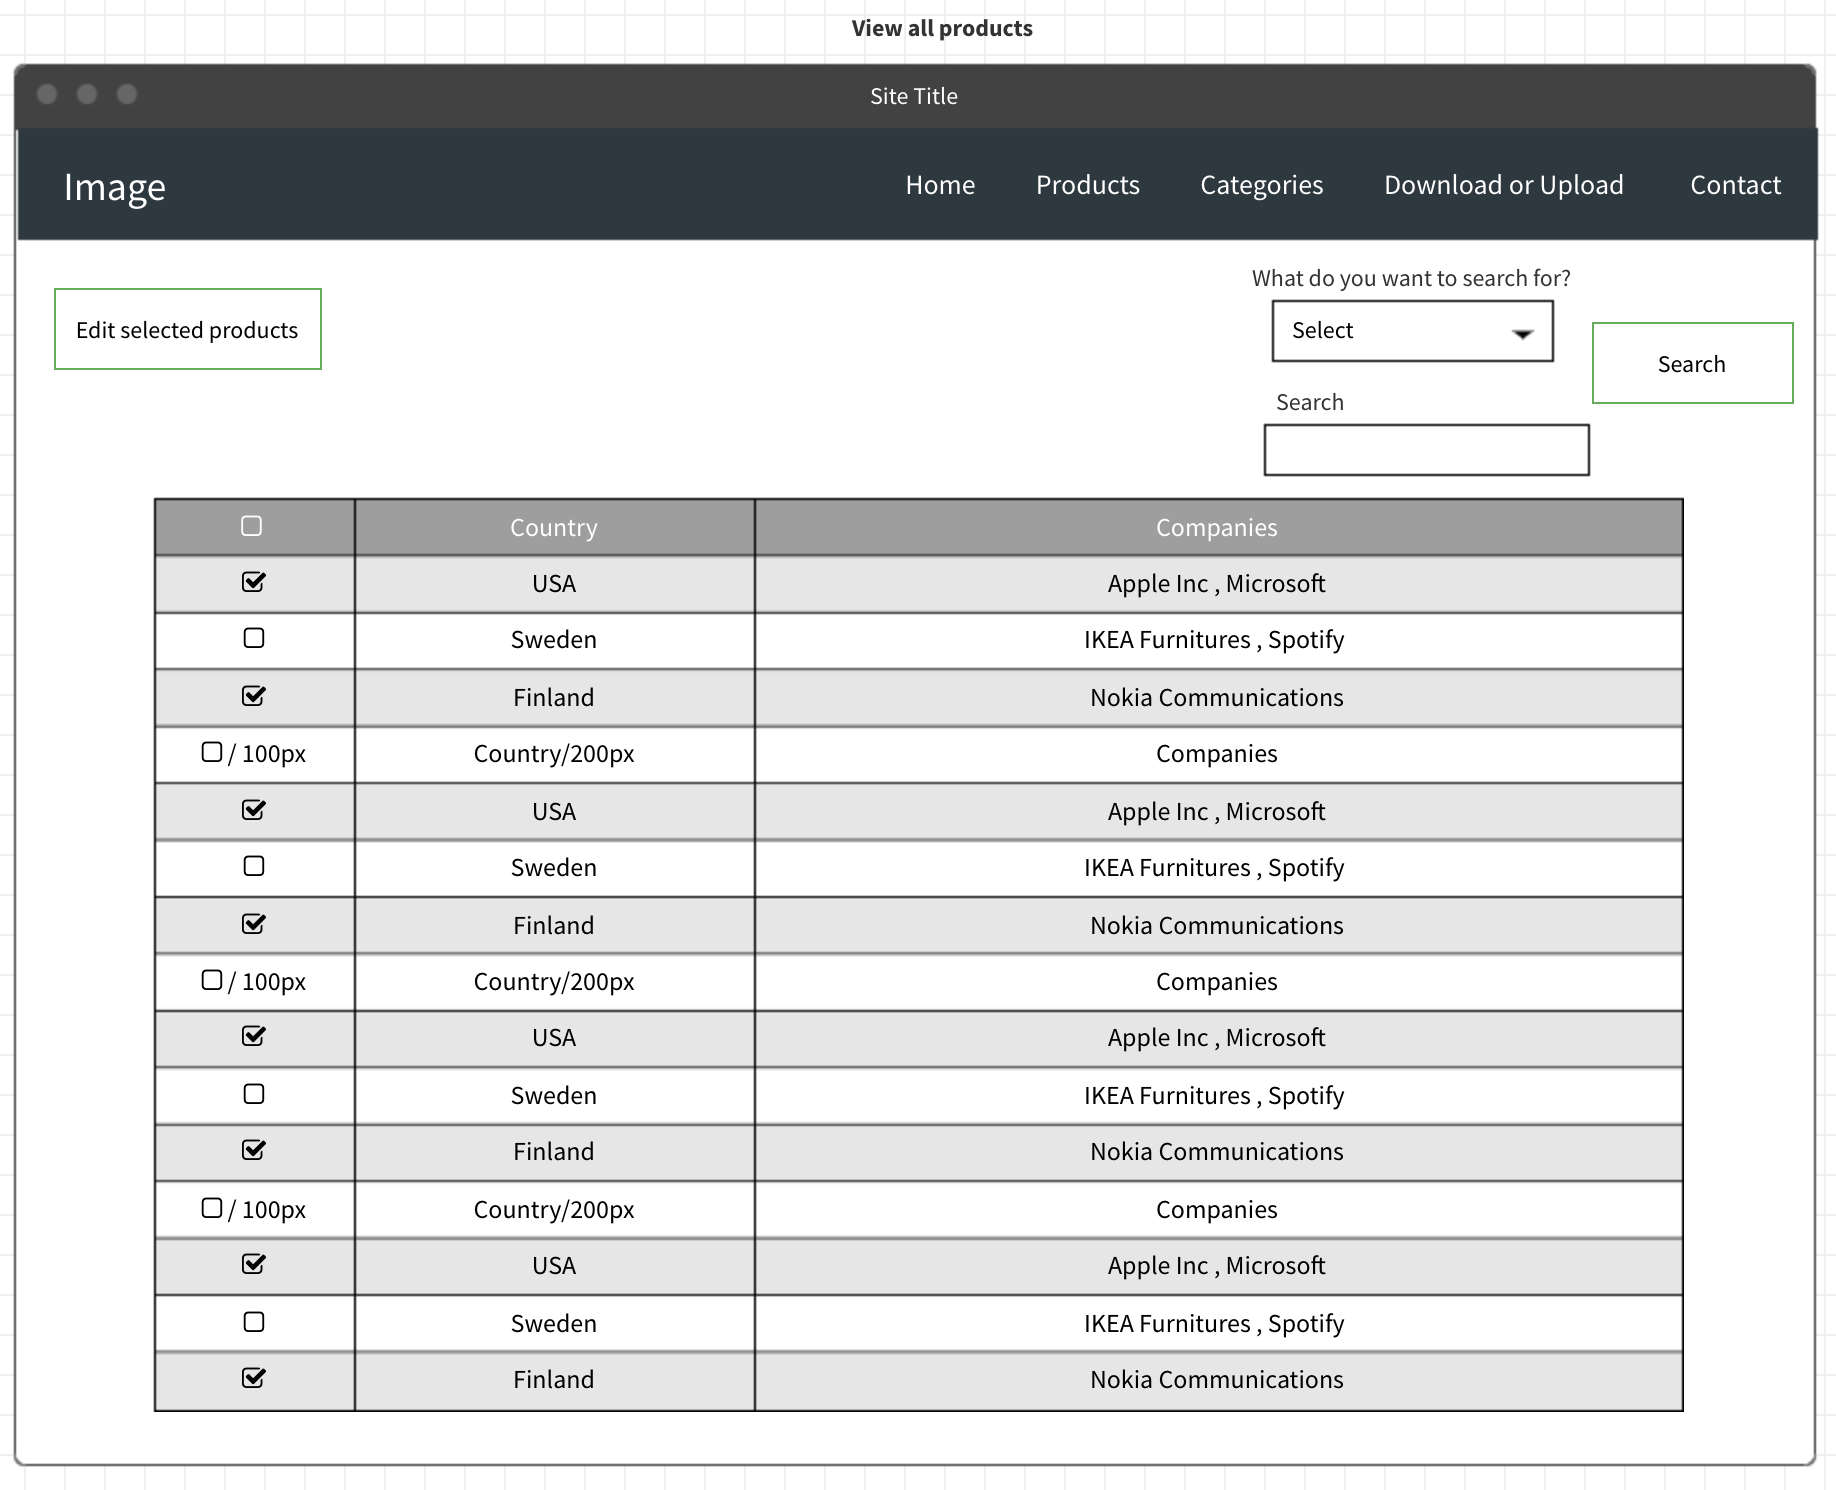 View all products
Site Title
Image Home Products Categories Download or Upload Contact
Edit selected products
What do you want to search for?
Select
Search
Search
Country Companies
USA Apple Inc , Microsoft
Sweden IKEA Furnitures , Spotify
Finland Nokia Communications
/ 100px Country/200px Companies
USA Apple Inc , Microsoft
Sweden IKEA Furnitures , Spotify
Finland Nokia Communications
/ 100px Country/200px Companies
USA Apple Inc , Microsoft
Sweden IKEA Furnitures , Spotify
Finland Nokia Communications
/ 100px Country/200px Companies
USA Apple Inc , Microsoft
Sweden IKEA Furnitures , Spotify
Finland Nokia Communications